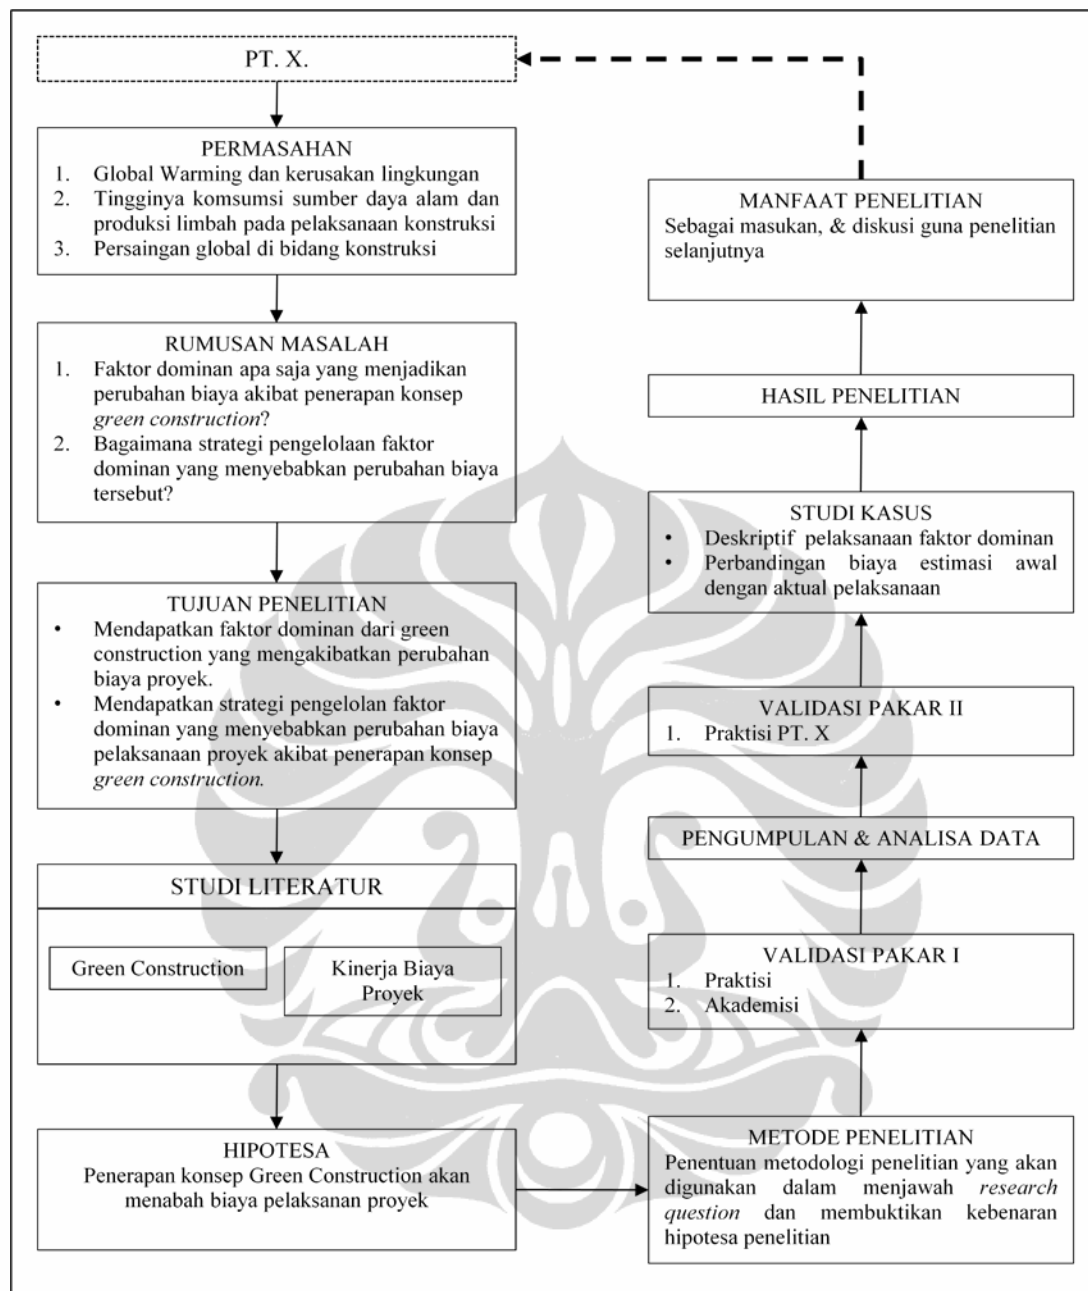 PT. X.
PERMASAHAN
1. Global Warming dan kerusakan lingkungan
2. Tingginya komsumsi sumber daya alam dan
produksi limbah pada pelaksanaan konstruksi
3. Persaingan global di bidang konstruksi
RUMUSAN MASALAH
1. Faktor dominan apa saja yang menjadikan
perubahan biaya akibat penerapan konsep
green construction?
2. Bagaimana strategi pengelolaan faktor
dominan yang menyebabkan perubahan biaya
tersebut?
TUJUAN PENELITIAN
• Mendapatkan faktor dominan dari green
construction yang mengakibatkan perubahan
biaya proyek.
• Mendapatkan strategi pengelolan faktor
dominan yang menyebabkan perubahan biaya
pelaksanaan proyek akibat penerapan konsep
green construction.
STUDI LITERATUR
Green Construction
Kinerja Biaya
Proyek
HIPOTESA
Penerapan konsep Green Construction akan
menabah biaya pelaksanan proyek
METODE PENELITIAN
Penentuan metodologi penelitian yang akan
digunakan dalam menjawah research
question dan membuktikan kebenaran
hipotesa penelitian
VALIDASI PAKAR I
1. Praktisi
2. Akademisi
PENGUMPULAN & ANALISA DATA
VALIDASI PAKAR II
1. Praktisi PT. X
STUDI KASUS
• Deskriptif pelaksanaan faktor dominan
• Perbandingan biaya estimasi awal
dengan aktual pelaksanaan
HASIL PENELITIAN
MANFAAT PENELITIAN
Sebagai masukan, & diskusi guna penelitian
selanjutnya